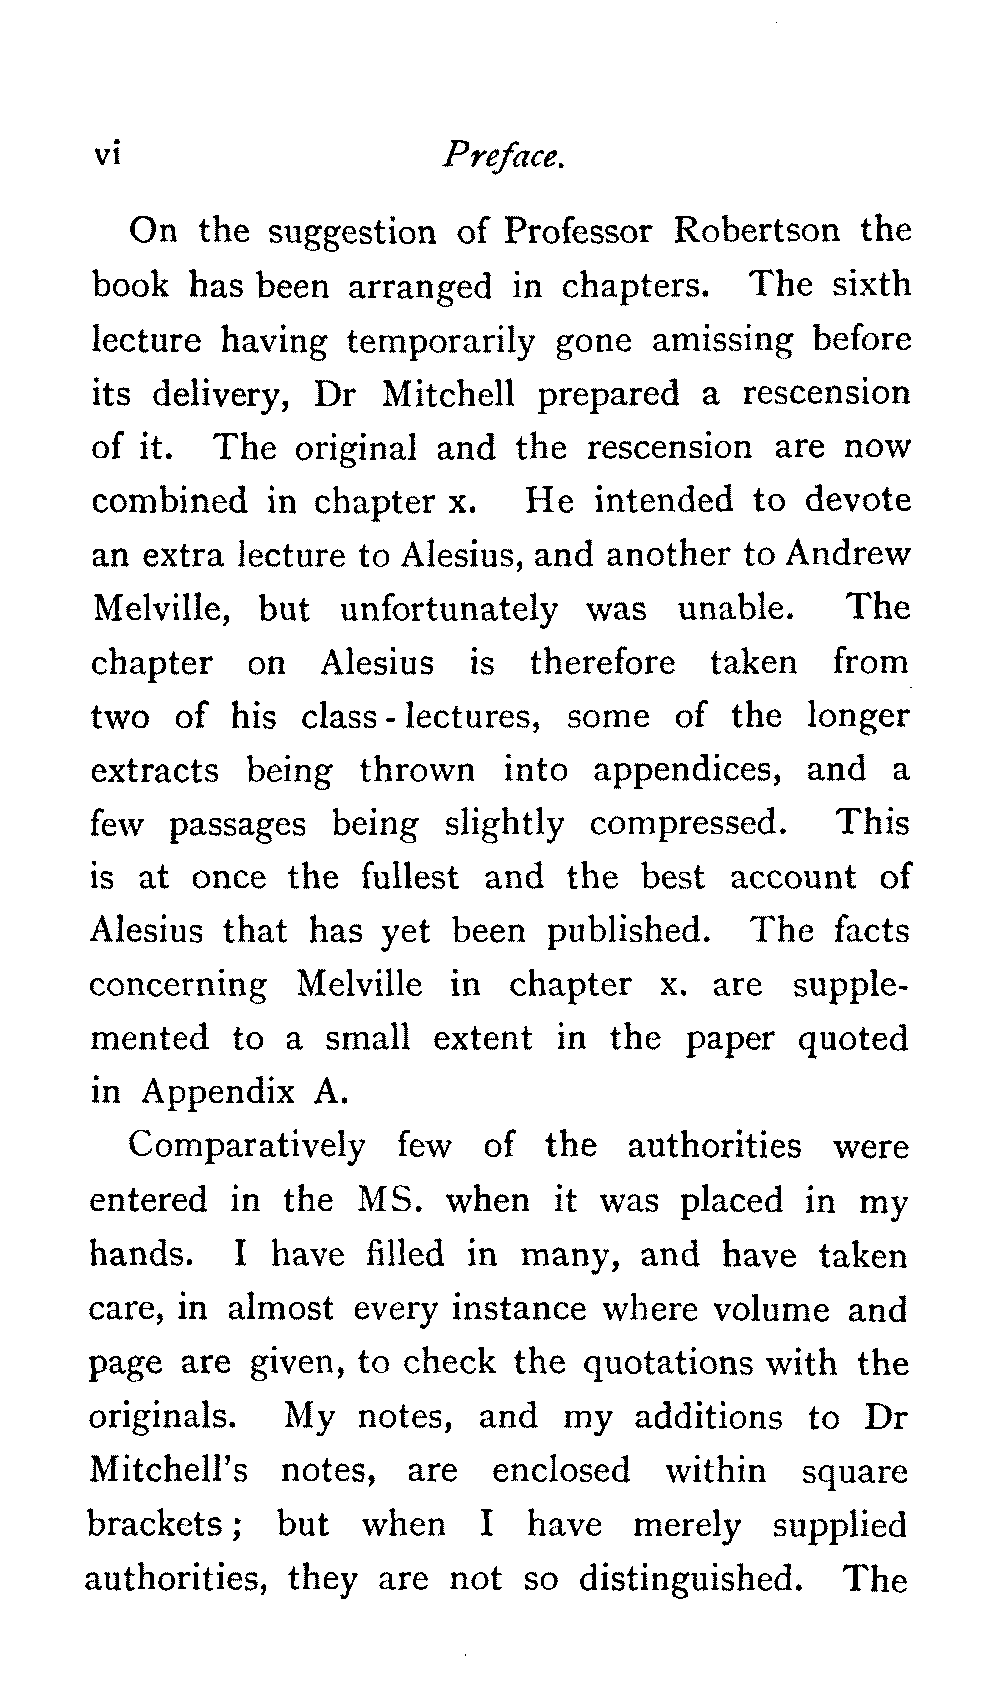 vi Preface.
On the suggestion of Professor Robertson the
book has been arranged in chapters. The sixth
lecture having temporarily gone amissing before
its delivery, Dr Mitchell prepared a rescension
of it. The original and the rescension are now
combined in chapter x. He intended to devote
an extra lecture to Alesius, and another to Andrew
Melville, but unfortunately was unable. The
chapter on Alesius is therefore taken from
two of his class-lectures, some of the longer
extracts being thrown into appendices, and a
few passages being slightly compressed. This
is at once the fullest and the best account of
Alesius that has yet been published. The facts
concerning Melville in chapter x. are supple-
mented to a small extent in the paper quoted
in Appendix A.
Comparatively few of the authorities were
entered in the MS. when it was placed in my
hands. I have filled in many, and have taken
care, in almost every instance where volume and
page are given, to check the quotations with the
originals. My notes, and my additions to Dr
Mitchell's notes, are enclosed within square
brackets; but when I have merely supplied
authorities, they are not so distinguished. The